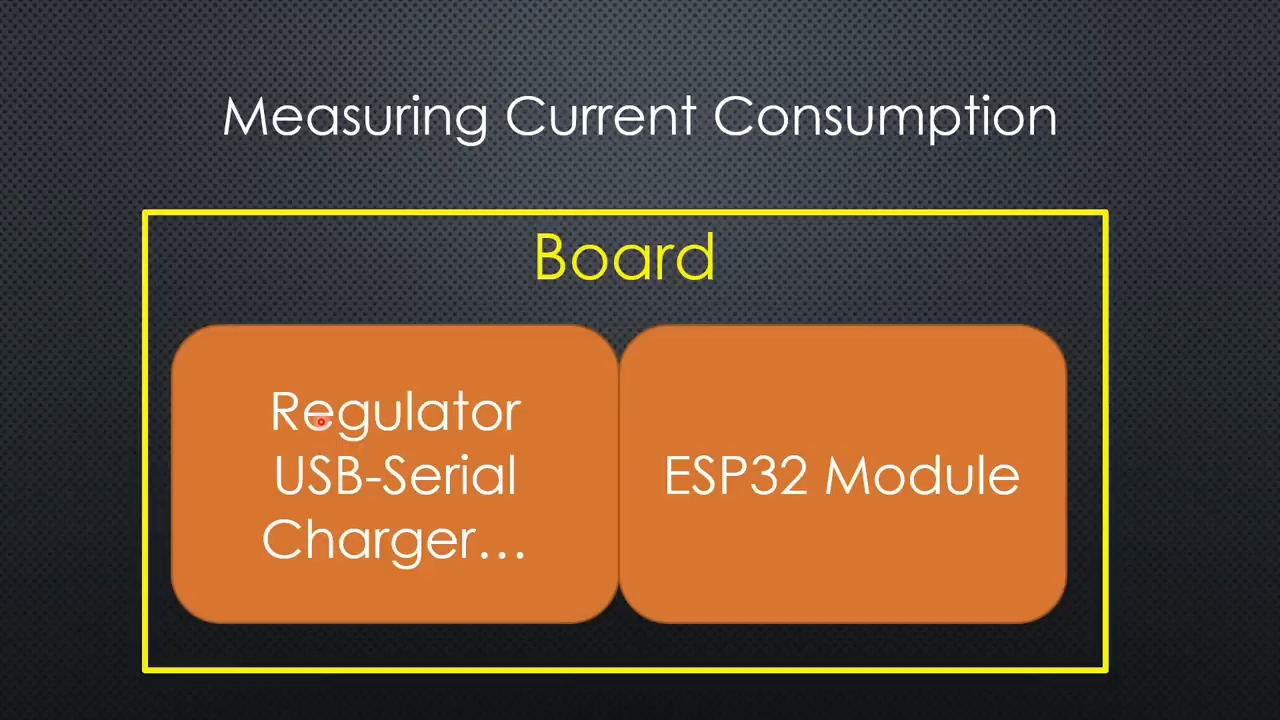 Measuring Current Consumption
Board
Regulator
USB-Serial
Charger…
ESP32 Module